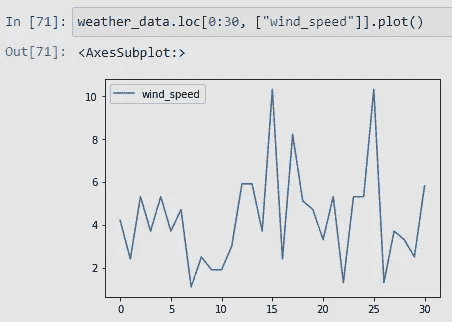 In [71]: weather_data.loc[0:30, ["wind_speed"]].plot()
Out[71]: <AxesSubplot:>
wind_speed
10
8
6
4
2
0 5 10 15 20 25 30